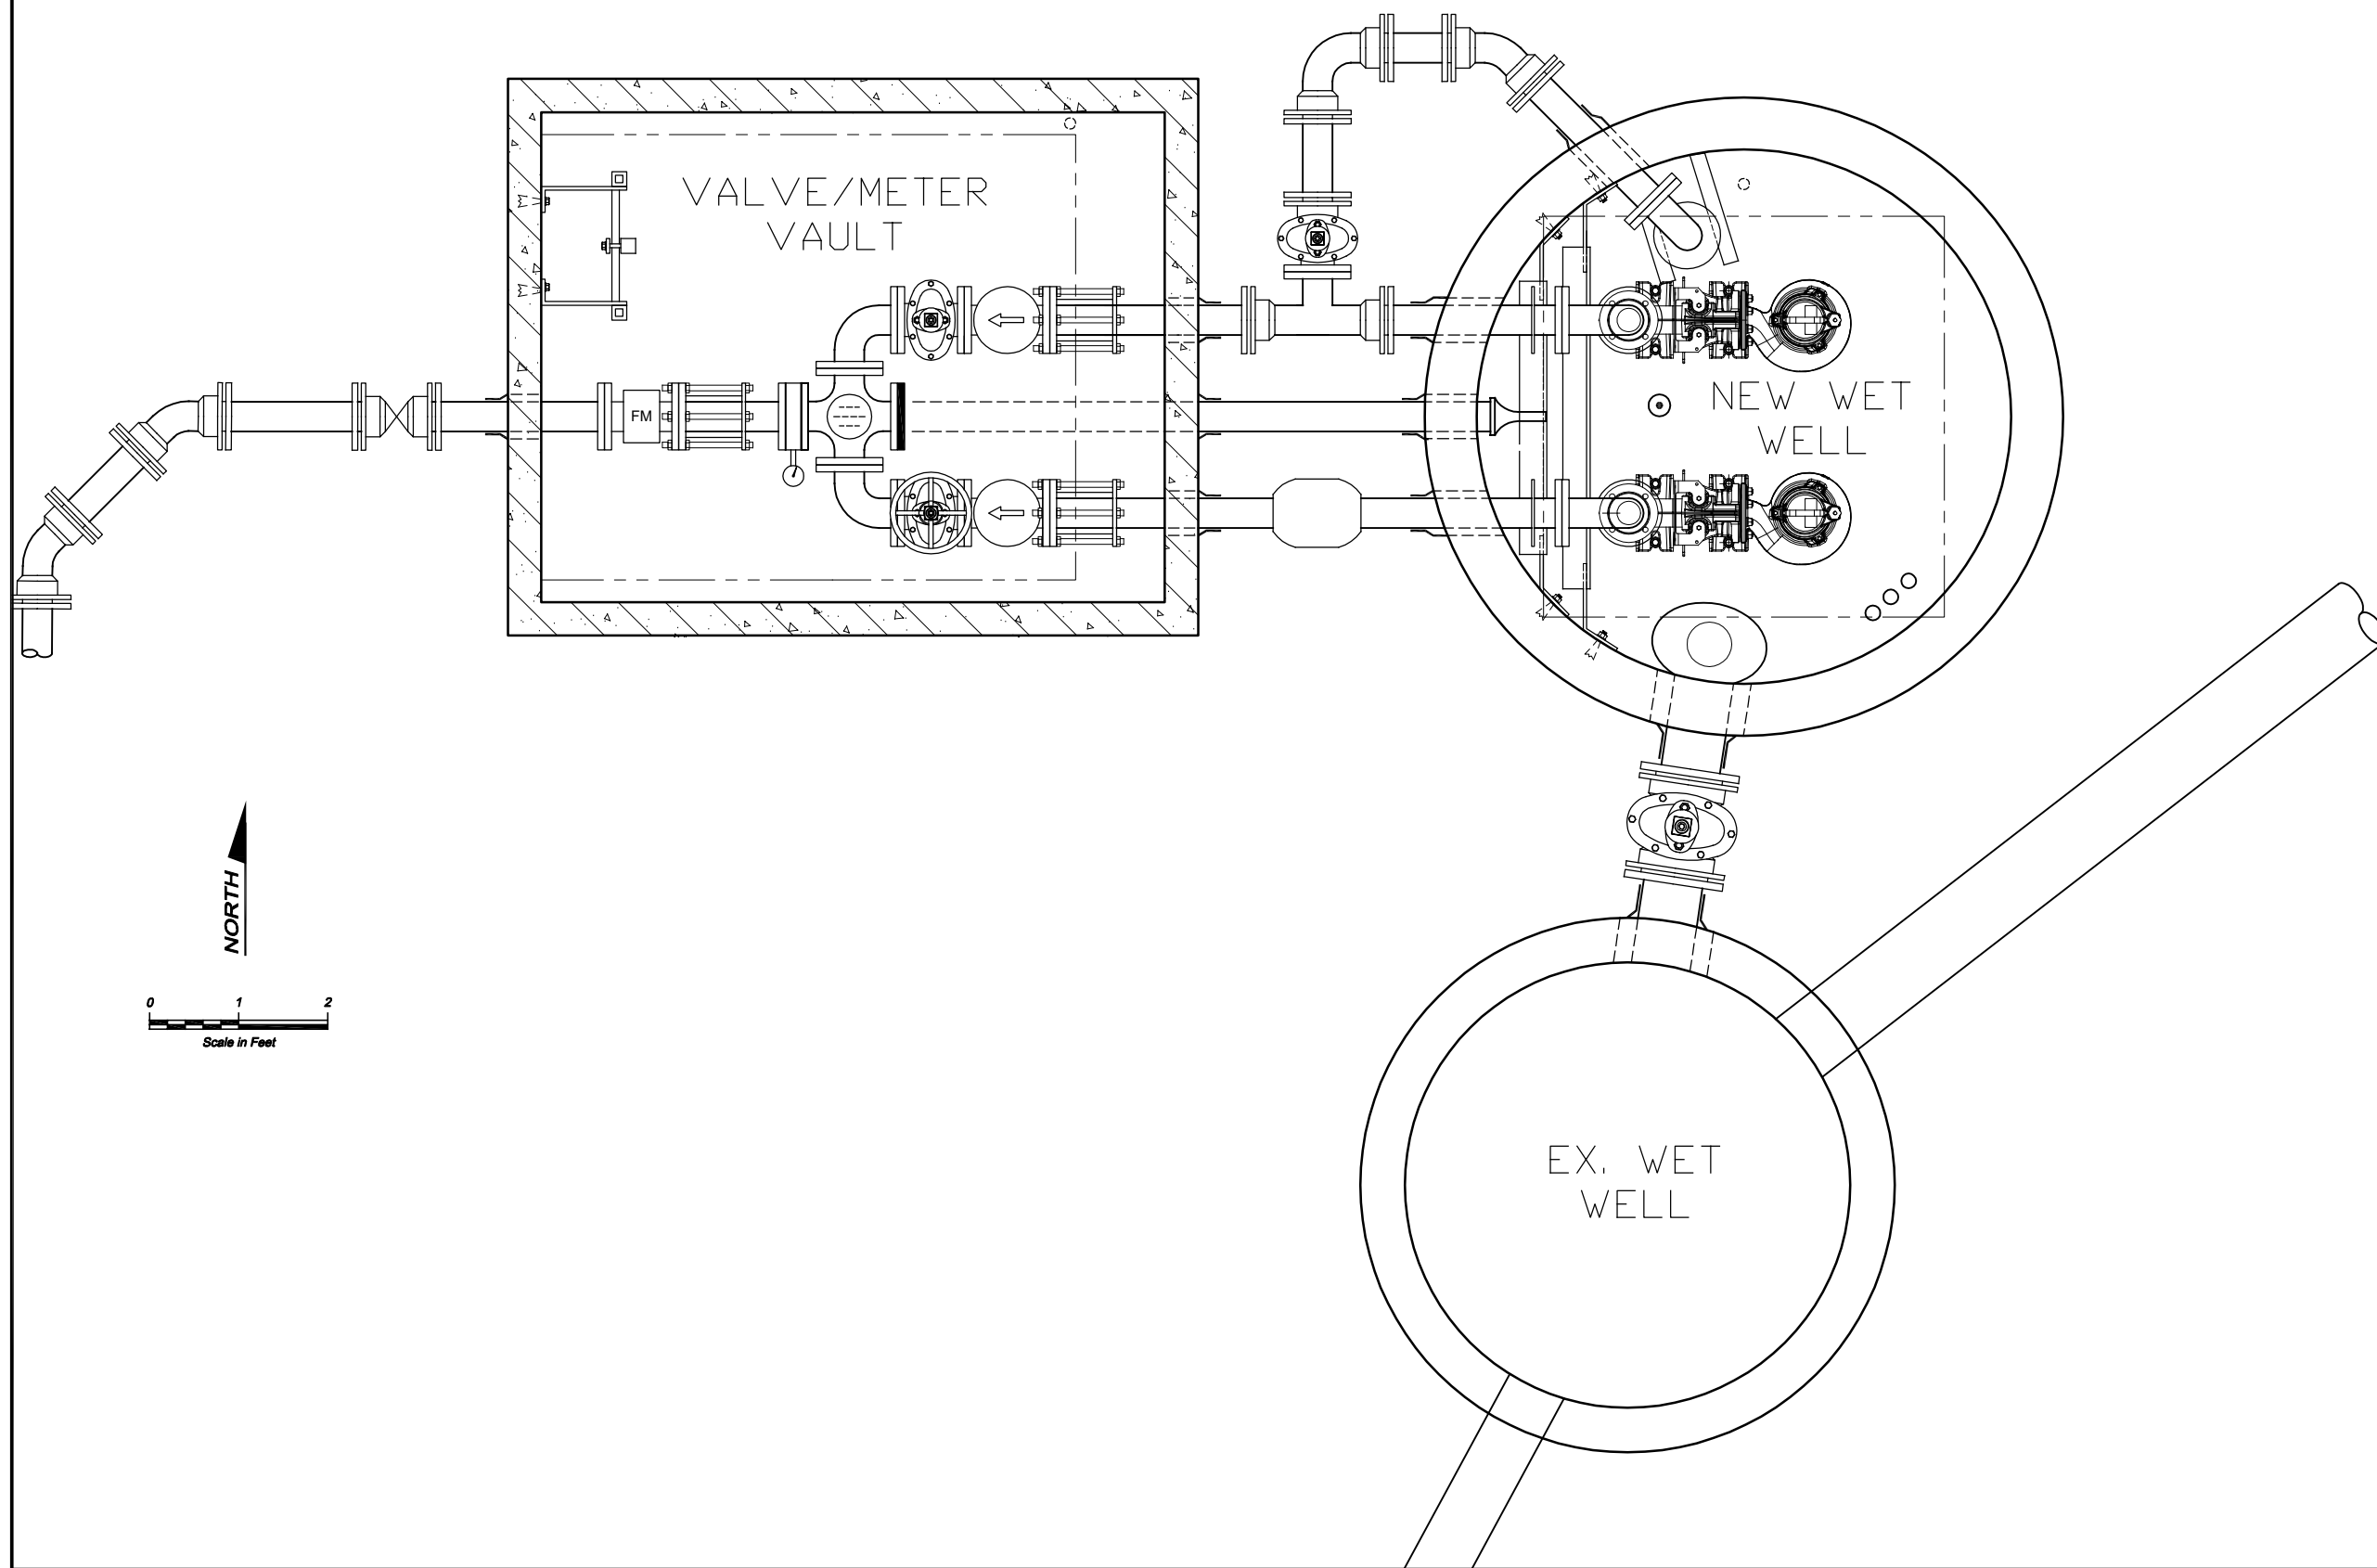 VALVE/METER
VAULT
FM
NEW WET
WELL
NORTH
0 1 2
Scale in Feet
EX. WET
WELL